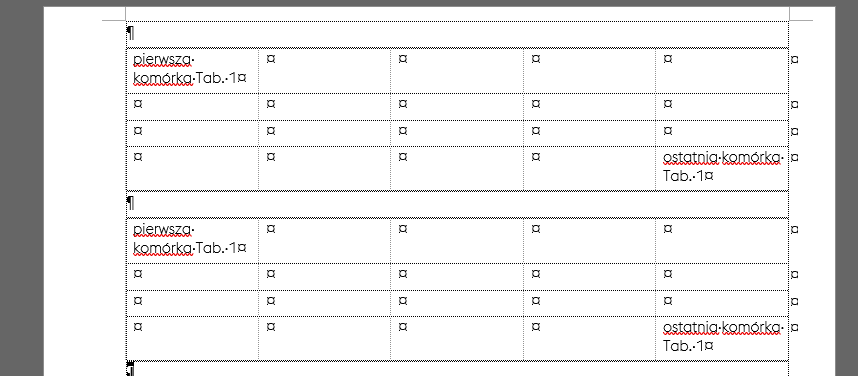 ¶
pierwsza·
komórka·Tab.·1¤ ¤ ¤ ¤ ¤ ¤
¤ ¤ ¤ ¤ ¤ ¤
¤ ¤ ¤ ¤ ¤ ¤
¤ ¤ ¤ ¤ ostatnia·komórka· ¤
Tab.·1¤
¶
pierwsza·
komórka·Tab.·1¤ ¤ ¤ ¤ ¤ ¤
¤ ¤ ¤ ¤ ¤ ¤
¤ ¤ ¤ ¤ ¤ ¤
¤ ¤ ¤ ¤ ostatnia·komórka· ¤
Tab.·1¤
¶